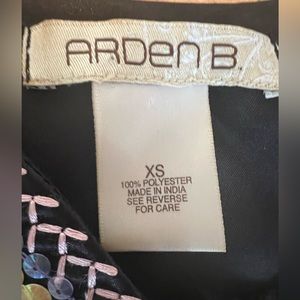 ARDen B.
XS
100% POLYESTER
MADE IN INDIA
SEE REVERSE
FOR CARE